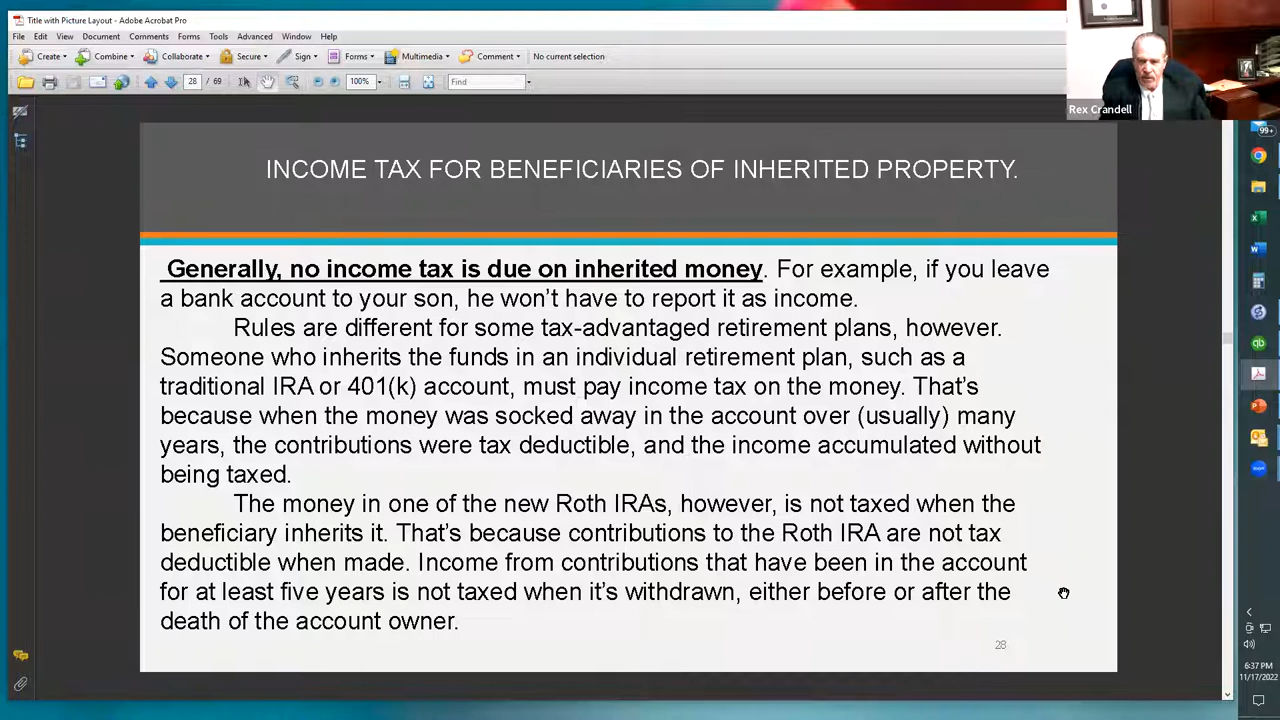 Title with Picture Layout - Adobe Acrobat Pro
File Edit View Document Comments Forms Tools Advanced Window Help
Create Combine Collaborate Secure Sign Forms Multimedia Comment No current selection
28 / 69 100% Find
Rex Crandell
99+
INCOME TAX FOR BENEFICIARIES OF INHERITED PROPERTY.
Generally, no income tax is due on inherited money. For example, if you leave
a bank account to your son, he won't have to report it as income.
Rules are different for some tax-advantaged retirement plans, however.
Someone who inherits the funds in an individual retirement plan, such as a
traditional IRA or 401(k) account, must pay income tax on the money. That's
because when the money was socked away in the account over (usually) many
years, the contributions were tax deductible, and the income accumulated without
being taxed.
The money in one of the new Roth IRAs, however, is not taxed when the
beneficiary inherits it. That's because contributions to the Roth IRA are not tax
deductible when made. Income from contributions that have been in the account
for at least five years is not taxed when it's withdrawn, either before or after the
death of the account owner.
28
6:37 PM
11/17/2022